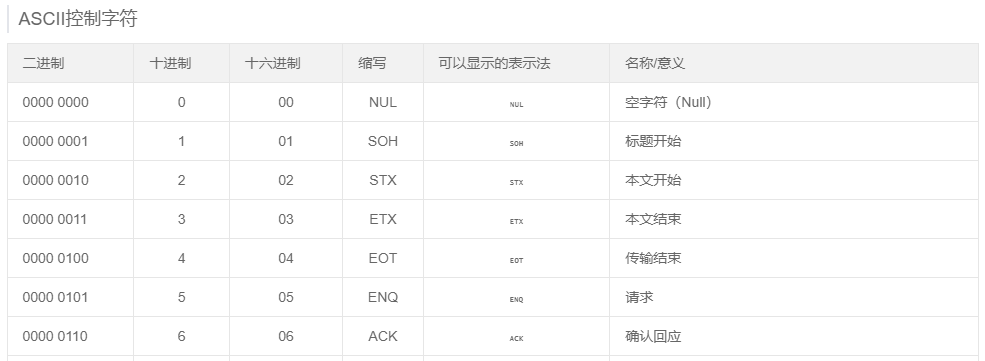 ASCII控制字符
二进制 十进制 十六进制 缩写 可以显示的表示法 名称/意义
0000 0000 0 00 NUL NUL 空字符（Null）
0000 0001 1 01 SOH SOH 标题开始
0000 0010 2 02 STX STX 本文开始
0000 0011 3 03 ETX ETX 本文结束
0000 0100 4 04 EOT EOT 传输结束
0000 0101 5 05 ENQ ENQ 请求
0000 0110 6 06 ACK ACK 确认回应